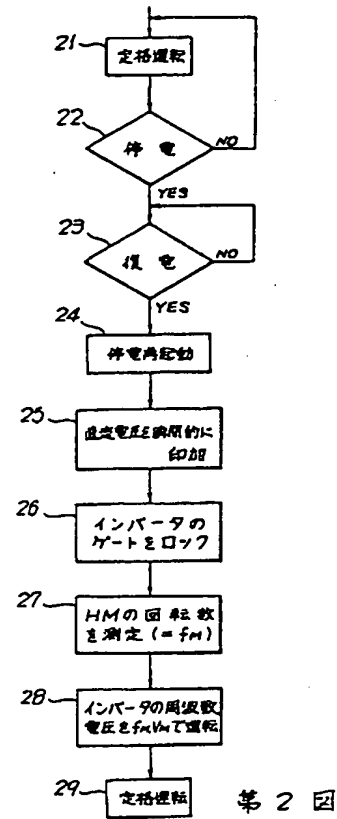 21
定格運転
22
停電
NO
YES
23
復電
NO
YES
24
停電再起動
25
直流電圧を瞬間的に
印加
26
インバータの
ゲートをロック
27
HMの回転数
を測定(=fM)
28
インバータの周波数
電圧をfMVMで運転
29
定格運転
第2図